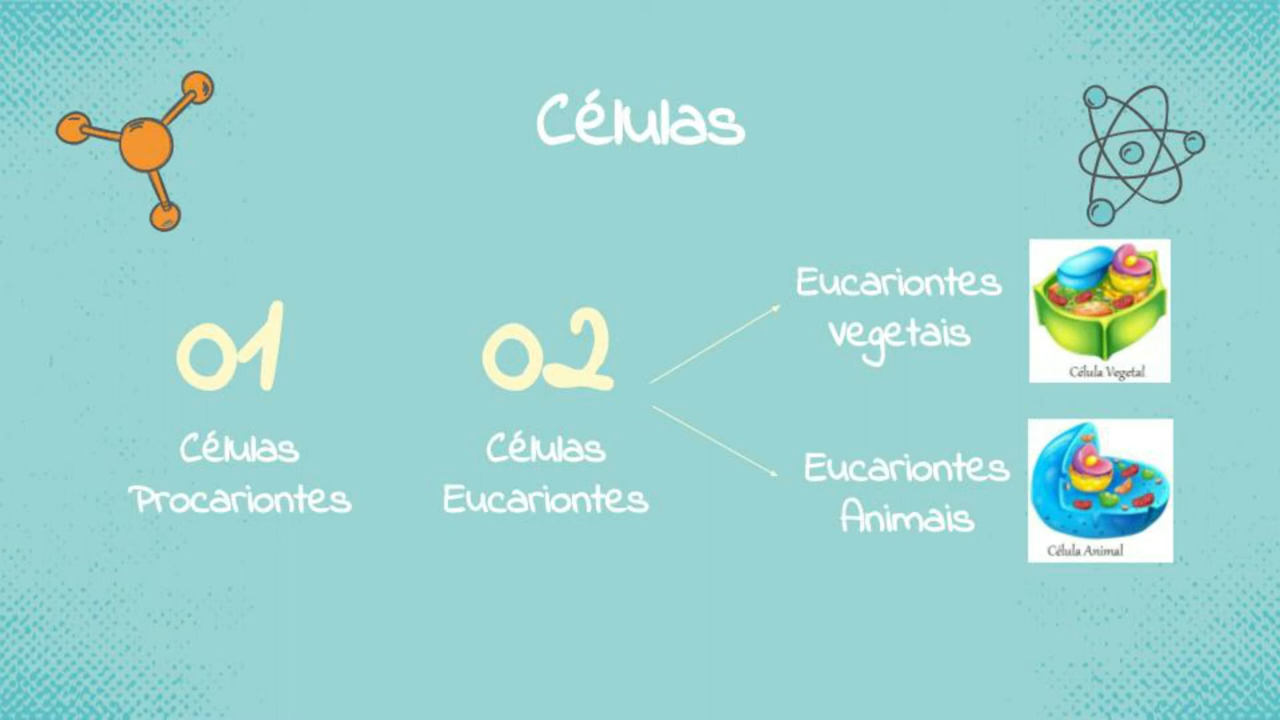 Células
01
Células
Procariontes
02
Células
Eucariontes
Eucariontes
vegetais
Célula Vegetal
Eucariontes
Animais
Célula Animal